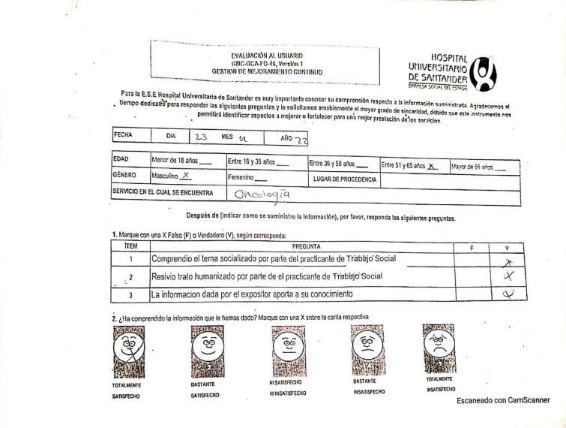 EVALUACIÓN AL USUARIO
GESTION DE MEJORAMIENTO CONTINUO
HOSPITAL
UNIVERSITARIO
DE SANTANDER
EMPRESA SOCIAL DEL ESTADO
Para la E.S.E Hospital Universitario de Santander es muy importante conocer su comprensión respecto a la información suministrada. Agradecemos el
tiempo dedicado para responder las siguientes preguntas y le solicitamos amablemente el mayor grado de sinceridad, debido que este instrumento nos
permitirá identificar aspectos a mejorar o fortalecer para una mejor prestación de los servicios
FECHA DIA 23 MES AÑO 22
EDAD Menor de 18 años ___ Entre 18 y 35 años ___ Entre 36 y 50 años ___ Entre 51 y 65 años X Mayor de 65 años ___
GÉNERO Masculino X Femenino ___ LUGAR DE PROCEDENCIA
SERVICIO EN EL CUAL SE ENCUENTRA Oncología
Después de (indicar como se suministro la información), por favor, responda las siguientes preguntas.
1. Marque con una X Falso (F) o Verdadero (V), según corresponda:
ÍTEM PREGUNTA F V
1 Comprendio el tema socializado por parte del practicante de Trabajo Social X
2 Resivio trato humanizado por parte de el practicante de Trabajo Social X
3 La informacion dada por el expositor aporta a su conocimiento X
2. ¿Ha comprendido la información que le hemos dado? Marque con una X sobre la carita respectiva
TOTALMENTE BASTANTE NI SATISFECHO BASTANTE TOTALMENTE
SATISFECHO SATISFECHO NI INSATISFECHO INSATISFECHO INSATISFECHO
Escaneado con CamScanner